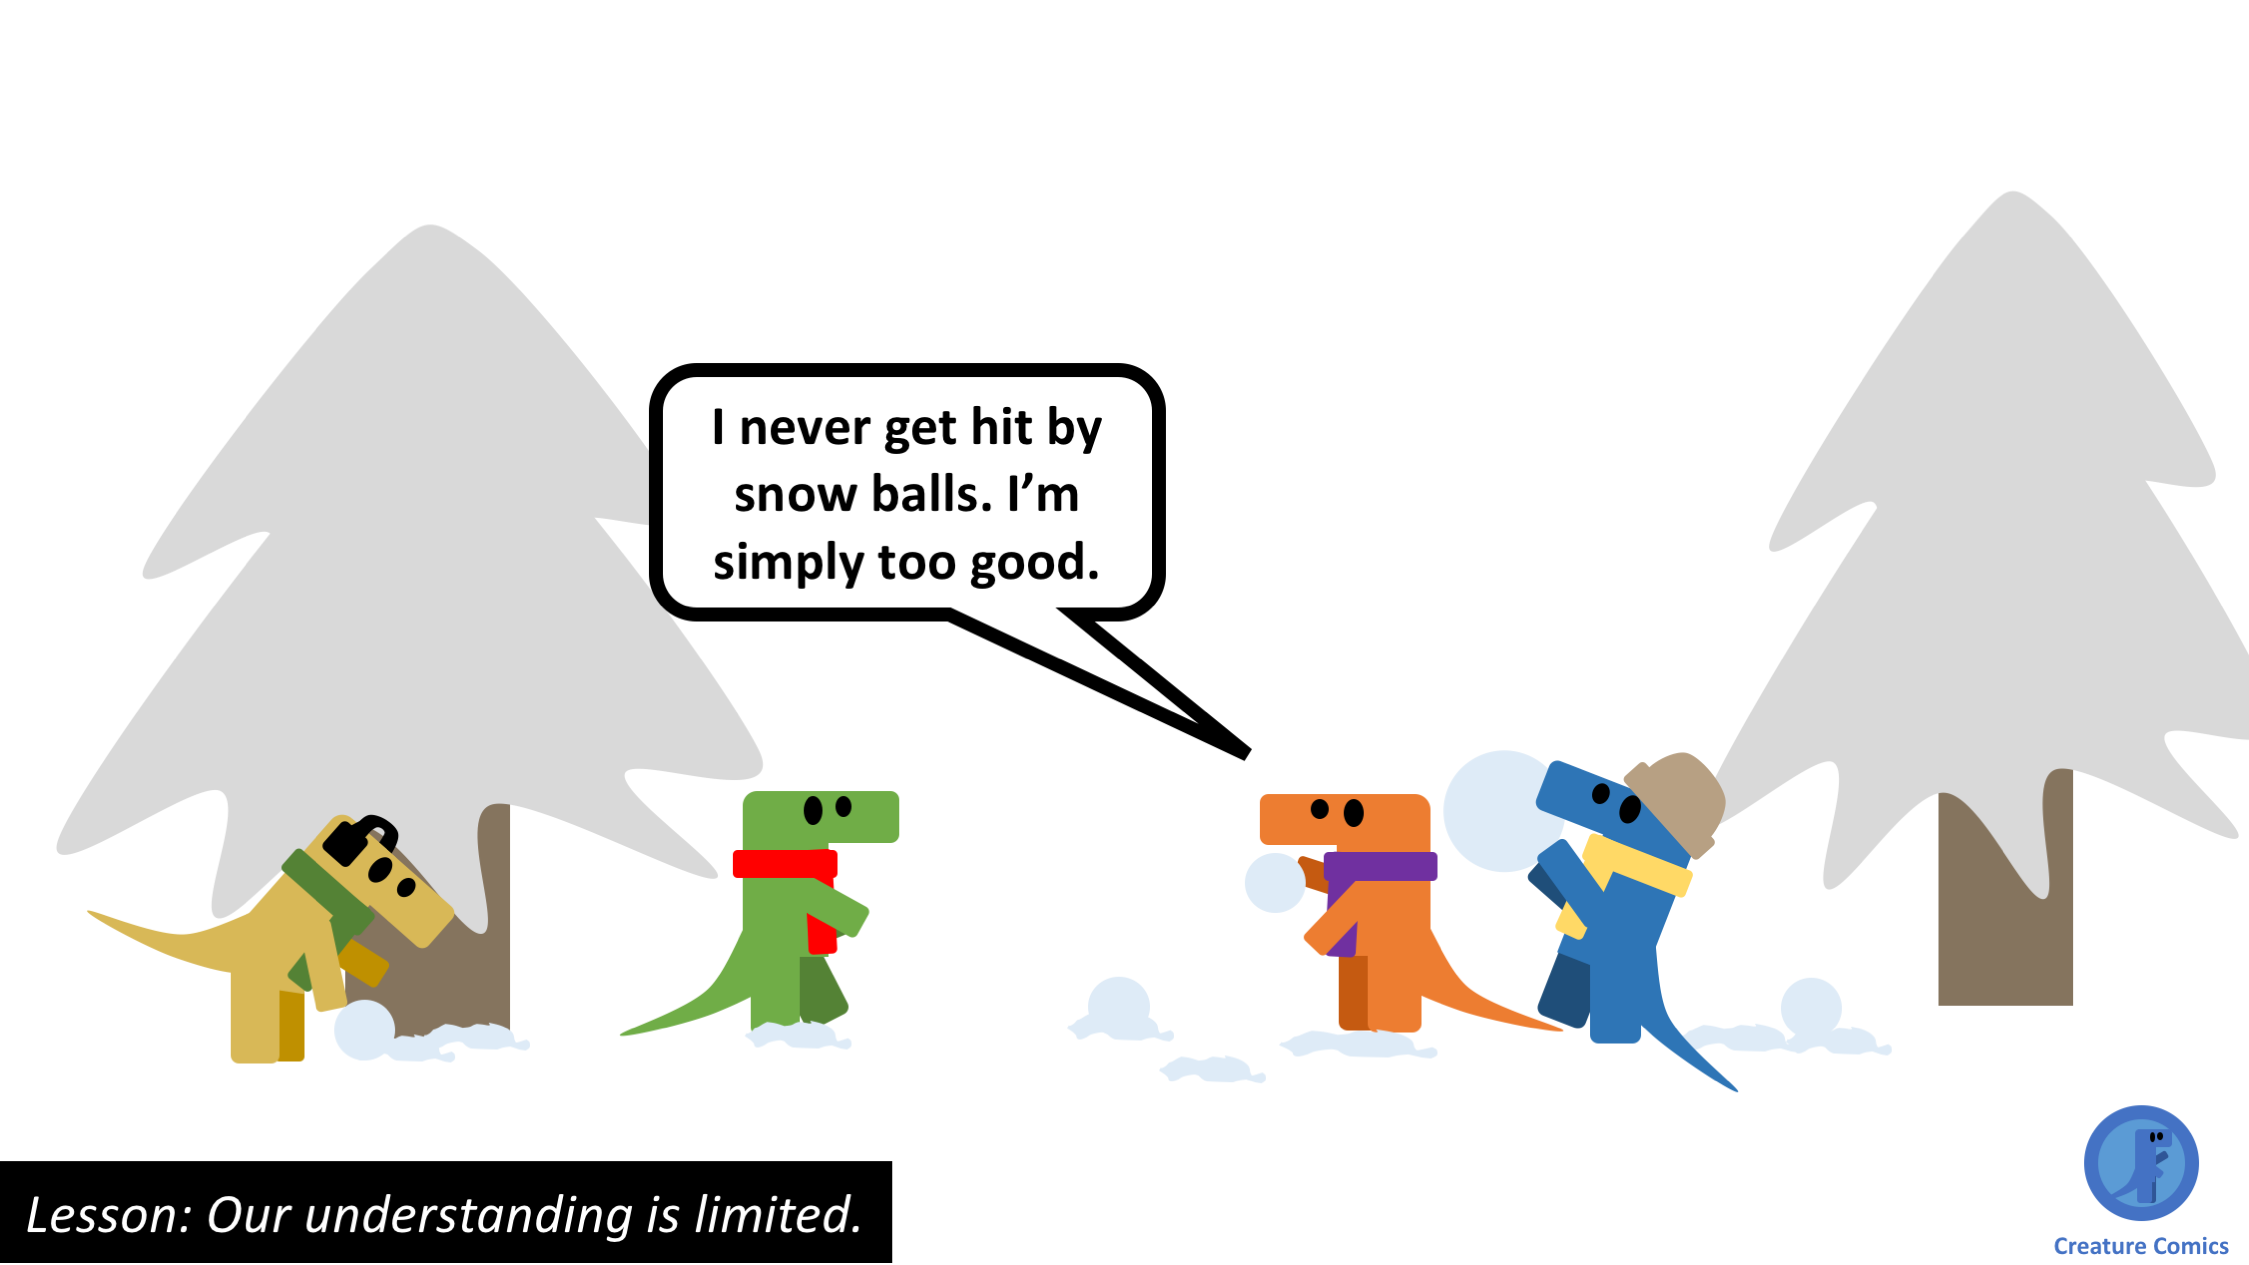 I never get hit by
snow balls. I’m
simply too good.
Lesson: Our understanding is limited.
Creature Comics